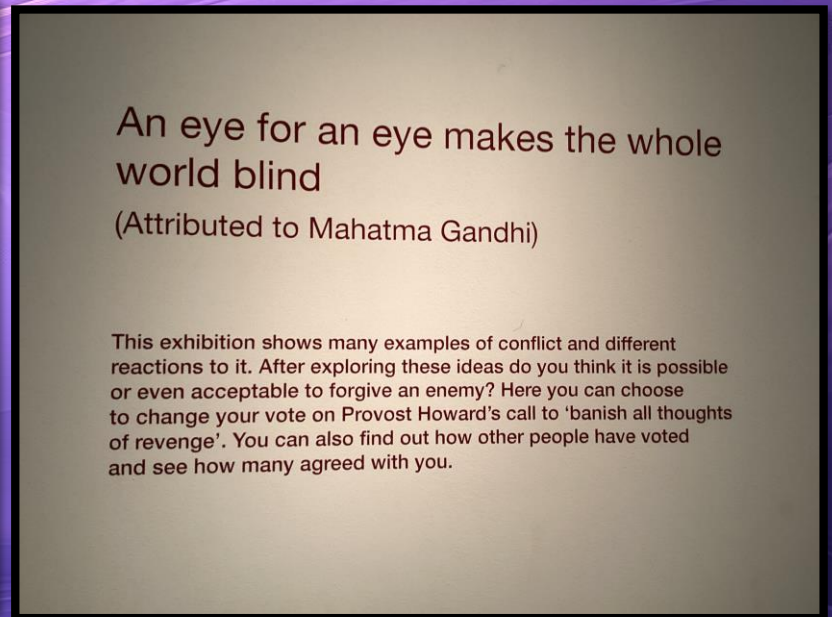 An eye for an eye makes the whole
world blind
(Attributed to Mahatma Gandhi)
This exhibition shows many examples of conflict and different
reactions to it. After exploring these ideas do you think it is possible
or even acceptable to forgive an enemy? Here you can choose
to change your vote on Provost Howard's call to ‘banish all thoughts
of revenge’. You can also find out how other people have voted
and see how many agreed with you.